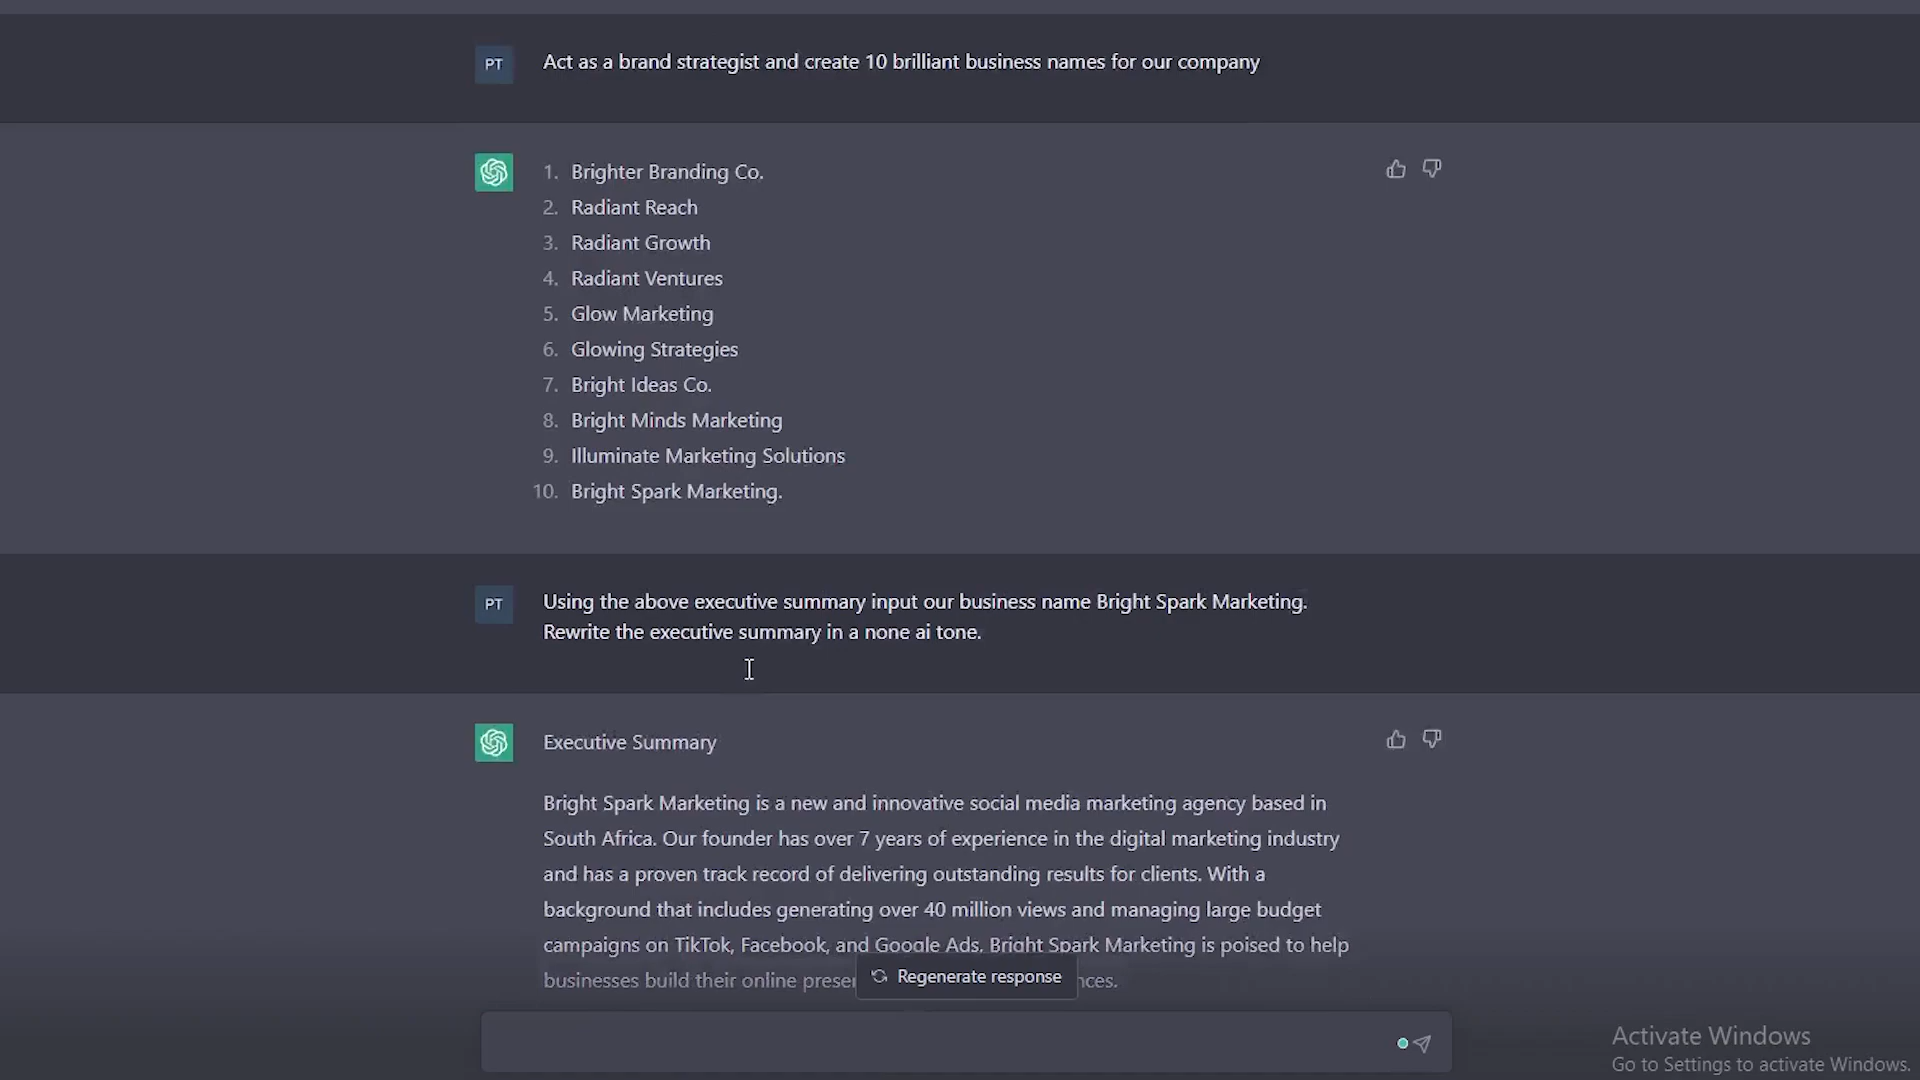 PT
Act as a brand strategist and create 10 brilliant business names for our company
1. Brighter Branding Co.
2. Radiant Reach
3. Radiant Growth
4. Radiant Ventures
5. Glow Marketing
6. Glowing Strategies
7. Bright Ideas Co.
8. Bright Minds Marketing
9. Illuminate Marketing Solutions
10. Bright Spark Marketing.
PT
Using the above executive summary input our business name Bright Spark Marketing.
Rewrite the executive summary in a none ai tone.
Executive Summary
Bright Spark Marketing is a new and innovative social media marketing agency based in
South Africa. Our founder has over 7 years of experience in the digital marketing industry
and has a proven track record of delivering outstanding results for clients. With a
background that includes generating over 40 million views and managing large budget
campaigns on TikTok, Facebook, and Google Ads, Bright Spark Marketing is poised to help
businesses build their online
Regenerate response
Activate Windows
Go to Settings to activate Windows.